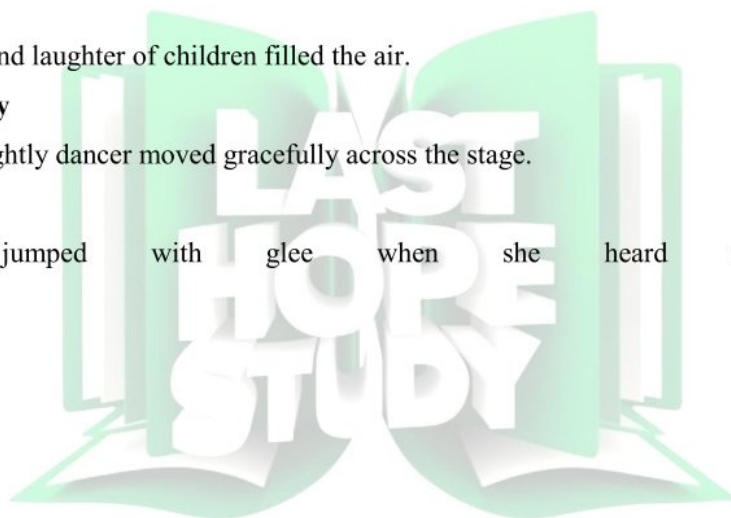 nd laughter of children filled the air.
y
ghtly dancer moved gracefully across the stage.
jumped with glee when she heard
LAST
HOPE
STUDY